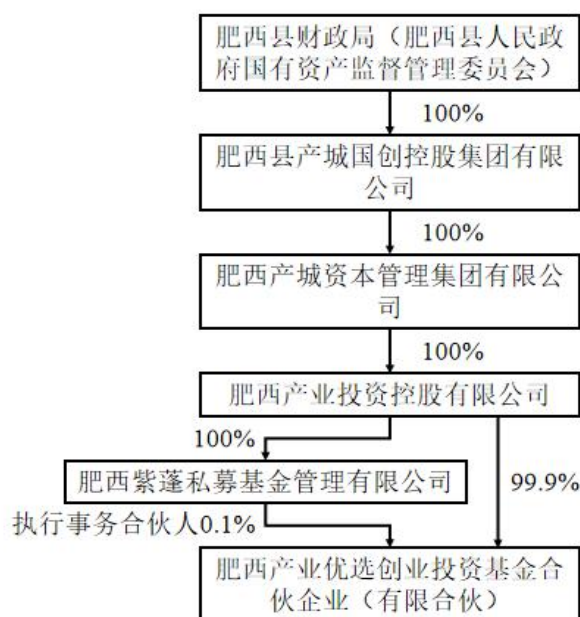 肥西县财政局（肥西县人民政
府国有资产监督管理委员会）
100%
肥西县产城国创控股集团有限
公司
100%
肥西产城资本管理集团有限公
司
100%
肥西产业投资控股有限公司
100%
肥西紫蓬私募基金管理有限公司
99.9%
执行事务合伙人0.1%
肥西产业优选创业投资基金合
伙企业（有限合伙）